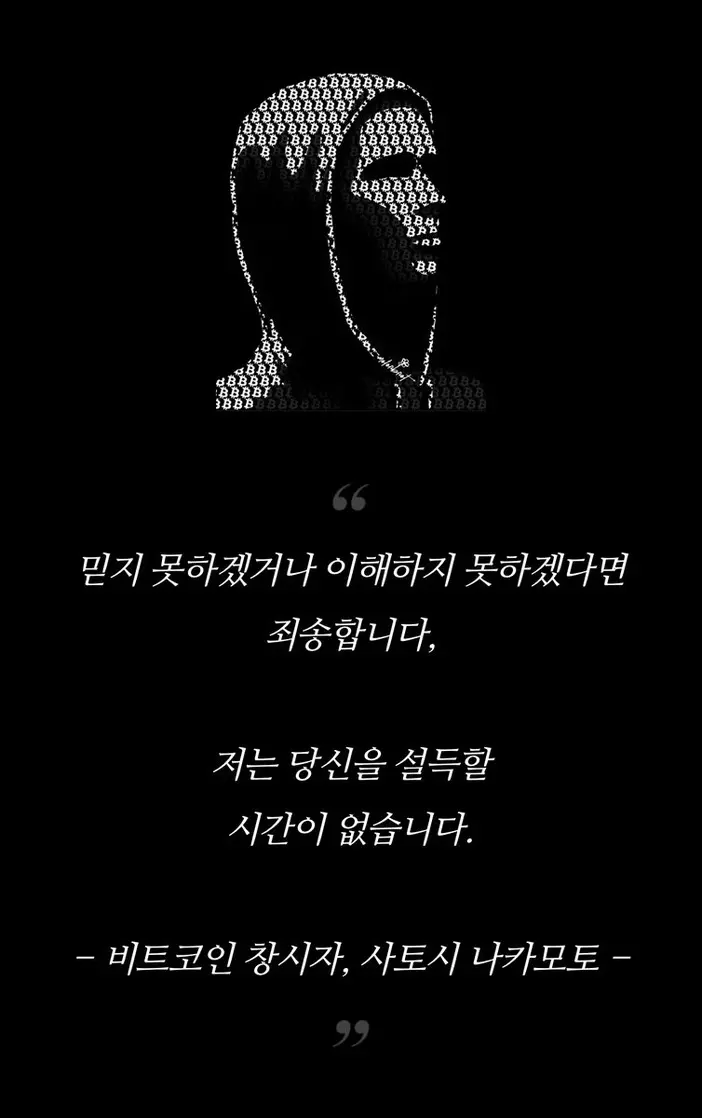 “
믿지 못하겠거나 이해하지 못하겠다면
죄송합니다,
저는 당신을 설득할
시간이 없습니다.
– 비트코인 창시자, 사토시 나카모토 –
”